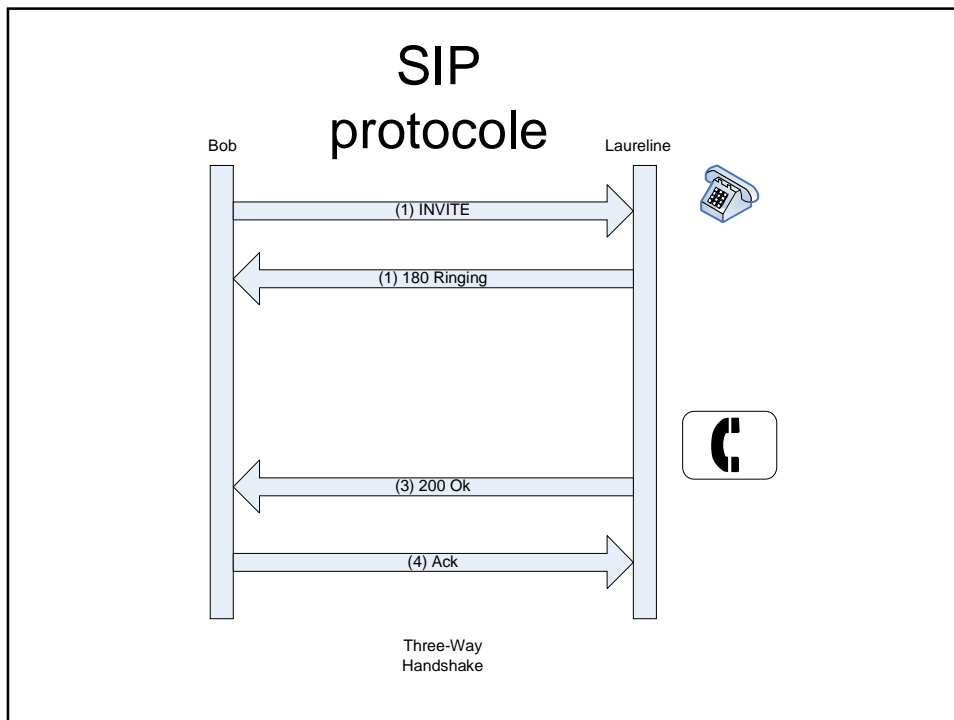 SIP
protocole
Bob
Laureline
(1) INVITE
(1) 180 Ringing
(3) 200 Ok
(4) Ack
Three-Way
Handshake